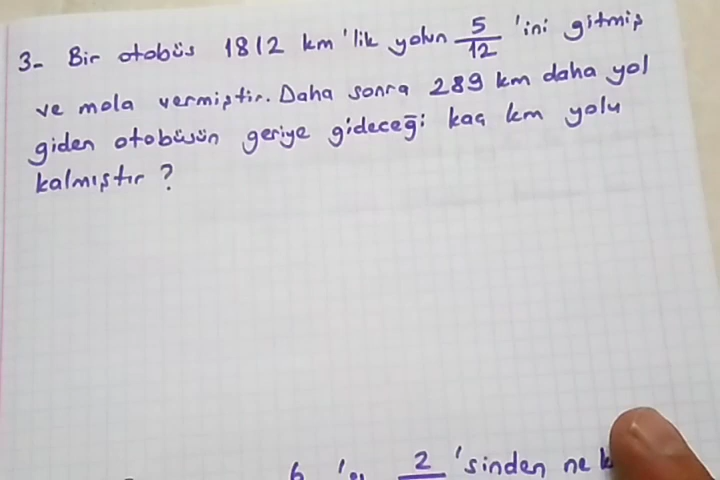 3- Bir otobüs 1812 km'lik yolun 5/12 'ini gitmiş
ve mola vermiştir. Daha sonra 289 km daha yol
giden otobüsün geriye gideceği kaç km yolu
kalmıştır ?
6 2 'sinden ne